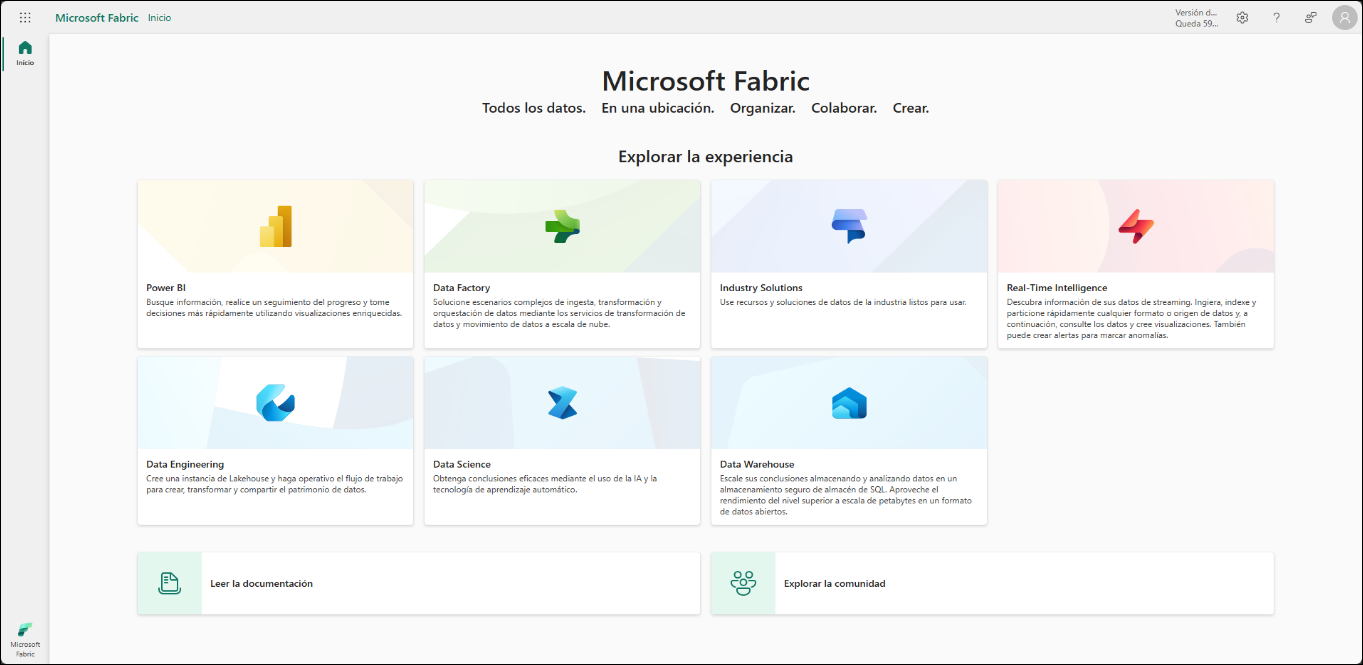 Microsoft Fabric Inicio
Versión d...
Queda 59...
Inicio
Microsoft Fabric
Todos los datos. En una ubicación. Organizar. Colaborar. Crear.
Explorar la experiencia
Power BI
Busque información, realice un seguimiento del progreso y tome
decisiones más rápidamente utilizando visualizaciones enriquecidas.
Data Factory
Solucione escenarios complejos de ingesta, transformación y
orquestación de datos mediante los servicios de transformación de
datos y movimiento de datos a escala de nube.
Industry Solutions
Use recursos y soluciones de datos de la industria listos para usar.
Real-Time Intelligence
Descubra información de sus datos de streaming. Ingiera, indexe y
particione rápidamente cualquier formato o origen de datos y, a
continuación, consulte los datos y cree visualizaciones. También
puede crear alertas para marcar anomalías.
Data Engineering
Cree una instancia de Lakehouse y haga operativo el flujo de trabajo
para crear, transformar y compartir el patrimonio de datos.
Data Science
Obtenga conclusiones eficaces mediante el uso de la IA y la
tecnología de aprendizaje automático.
Data Warehouse
Escale sus conclusiones almacenando y analizando datos en un
almacenamiento seguro de almacén de SQL. Aproveche el
rendimiento del nivel superior a escala de petabytes en un formato
de datos abiertos.
Leer la documentación
Explorar la comunidad
Microsoft
Fabric